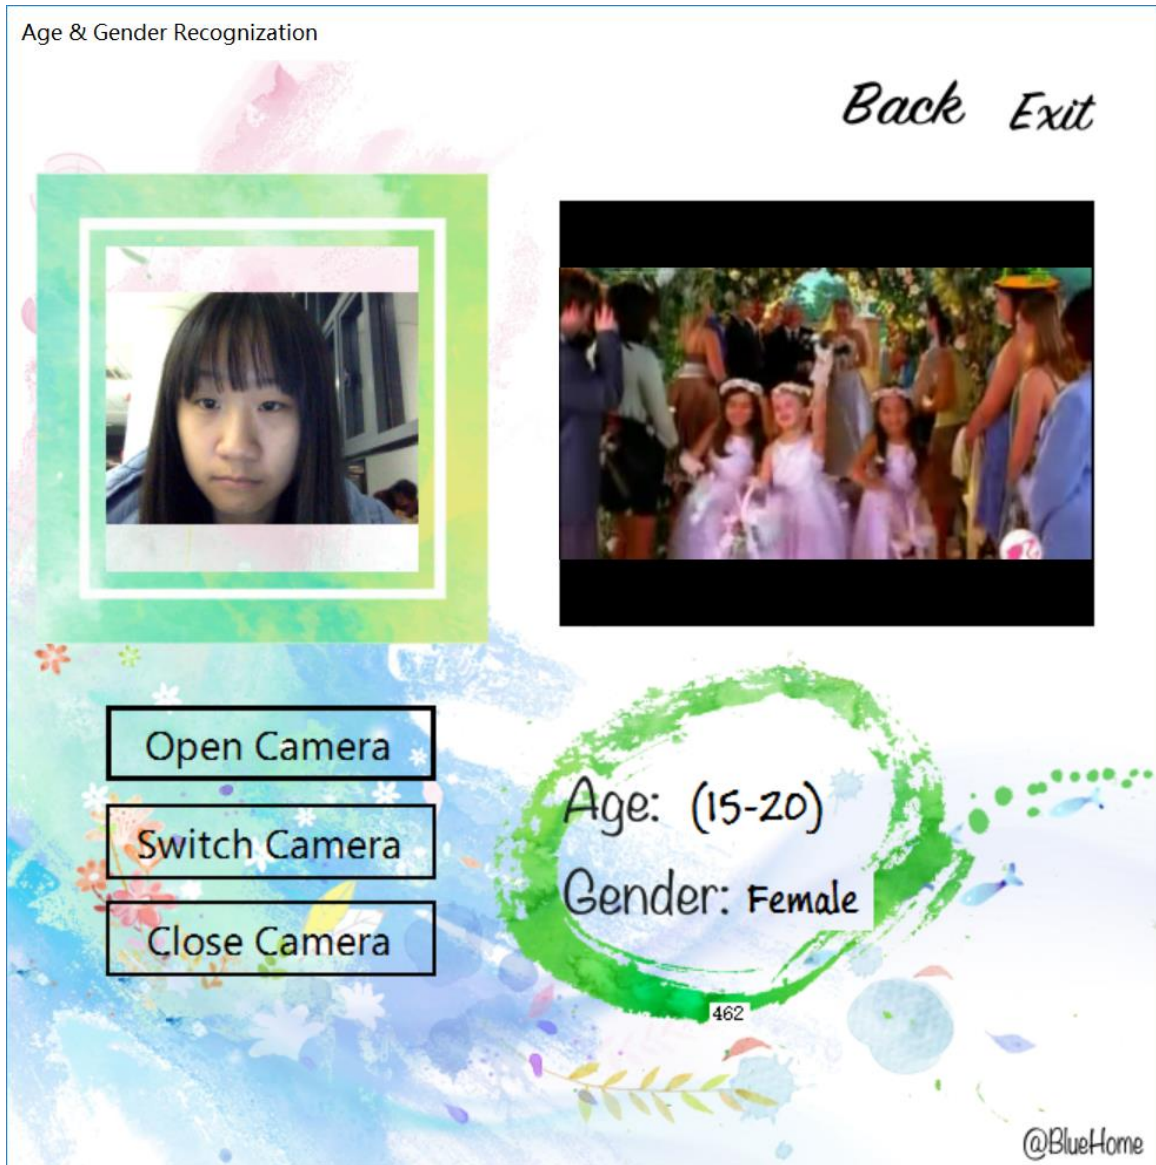 Age & Gender Recognization
Back Exit
Open Camera
Switch Camera
Close Camera
Age: (15-20)
Gender: Female
462
@BlueHome